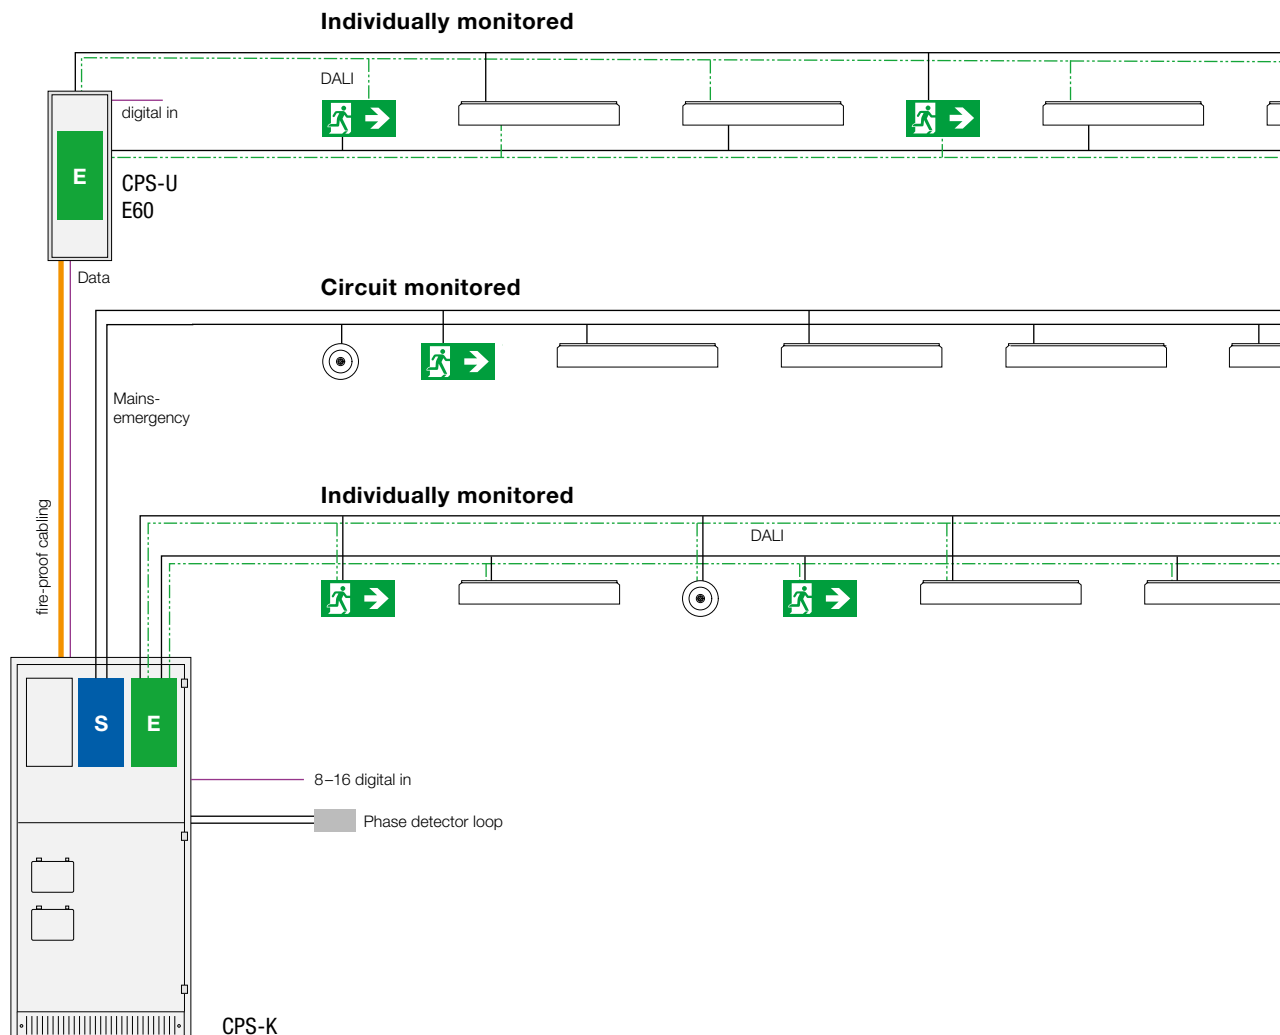 Individually monitored
DALI
digital in
E
CPS-U
E60
Data
Circuit monitored
Mains-
emergency
Individually monitored
DALI
fire-proof cabling
S
E
8–16 digital in
Phase detector loop
CPS-K